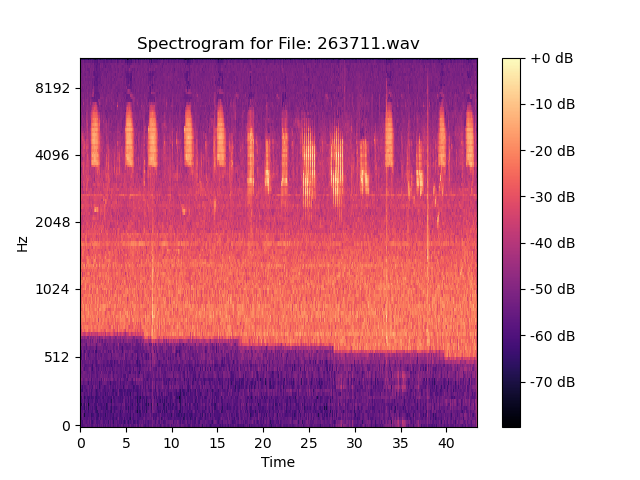 Spectrogram for File: 263711.wav
8192
4096
2048
1024
512
0
Hz
0 5 10 15 20 25 30 35 40
Time
+0 dB
-10 dB
-20 dB
-30 dB
-40 dB
-50 dB
-60 dB
-70 dB